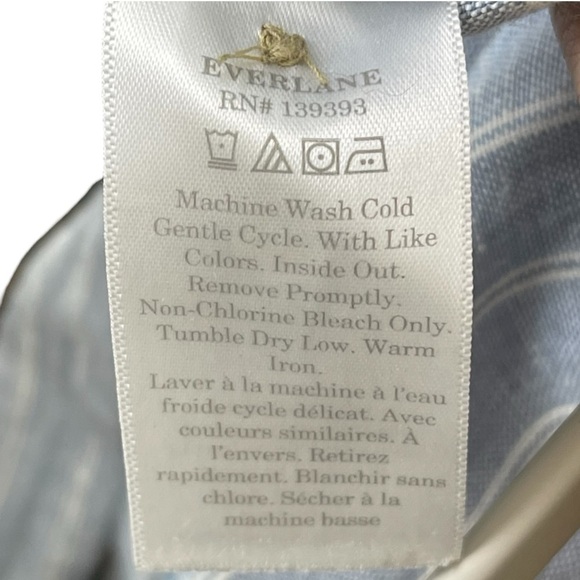 EVERLANE
RN# 139393
Machine Wash Cold
Gentle Cycle. With Like
Colors. Inside Out.
Remove Promptly.
Non-Chlorine Bleach Only.
Tumble Dry Low. Warm
Iron.
Laver à la machine à l'eau
froide cycle délicat. Avec
couleurs similaires. À
l'envers. Retirez
rapidement. Blanchir sans
chlore. Sécher à la
machine basse